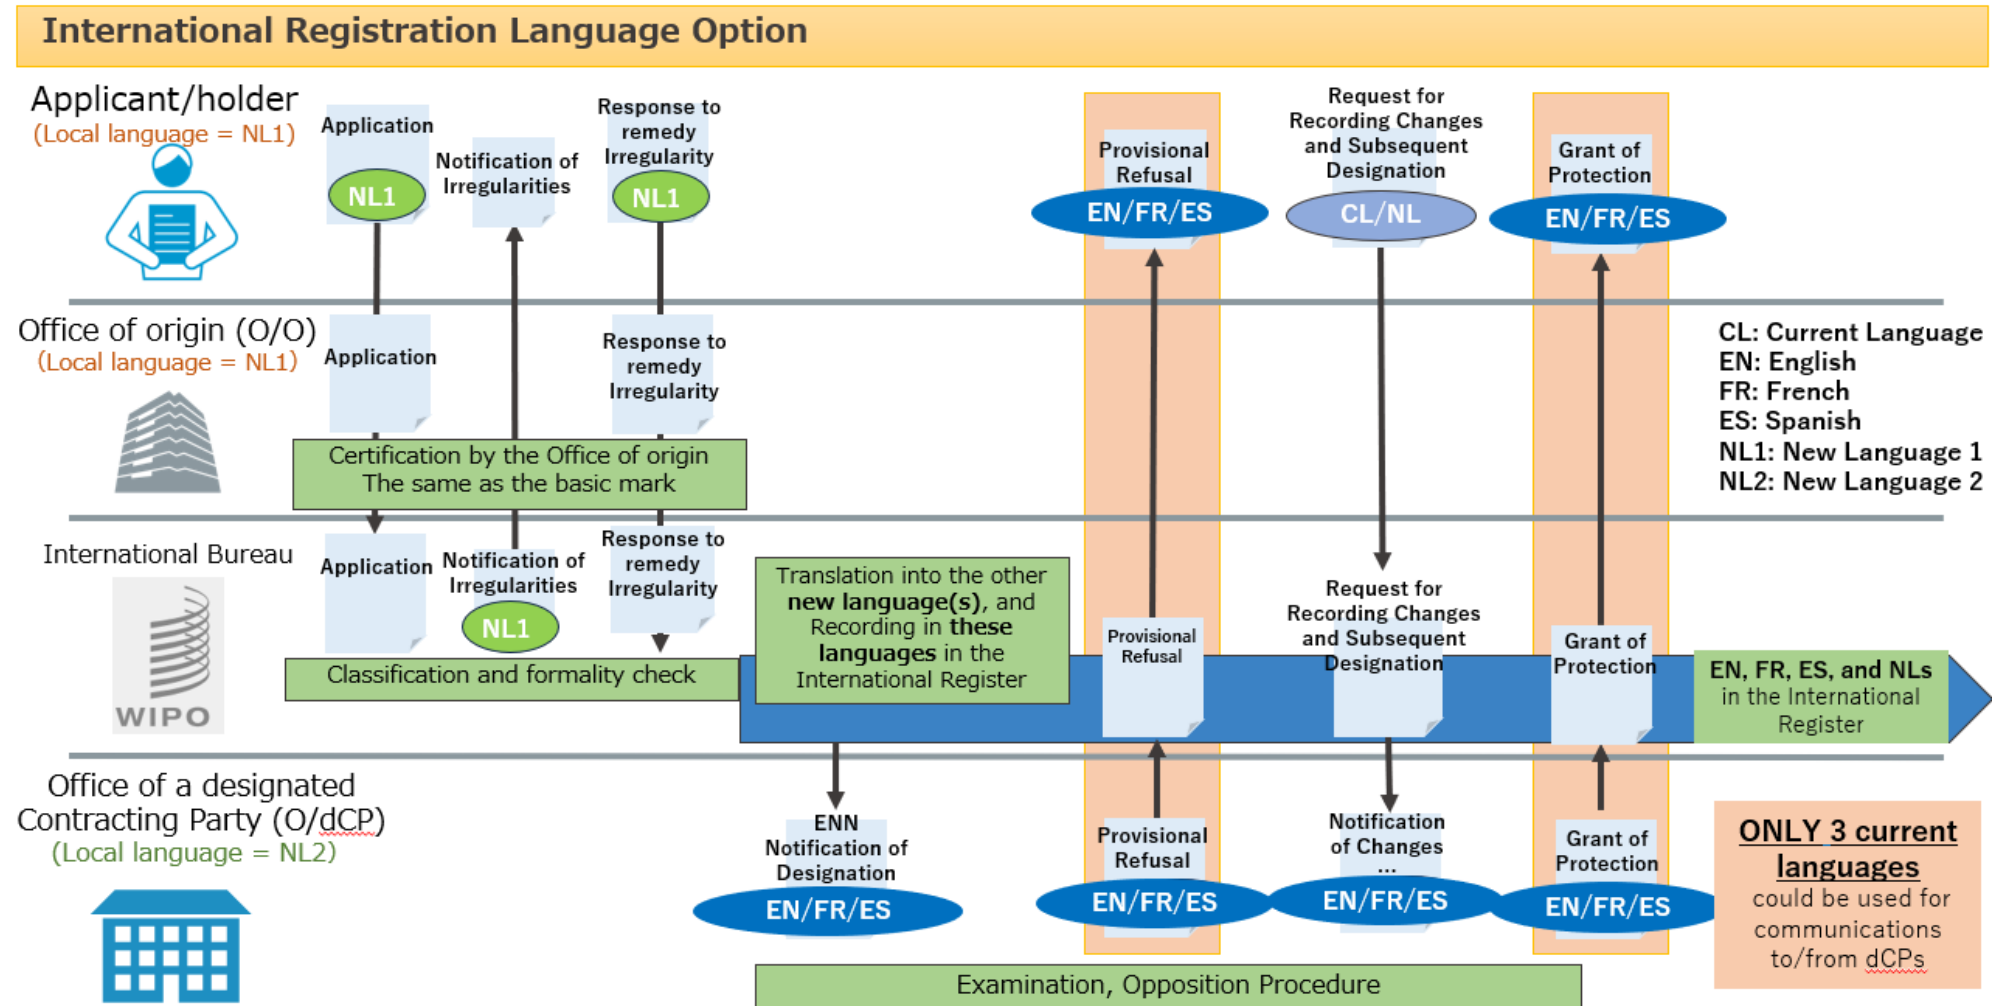 International Registration Language Option
Applicant/holder
(Local language = NL1)
Application
NL1
Notification of
Irregularities
Response to
remedy
Irregularity
NL1
Provisional
Refusal
EN/FR/ES
Request for
Recording Changes
and Subsequent
Designation
CL/NL
Grant of
Protection
EN/FR/ES
Office of origin (O/O)
(Local language = NL1)
Application
Response to
remedy
Irregularity
Certification by the Office of origin
The same as the basic mark
CL: Current Language
EN: English
FR: French
ES: Spanish
NL1: New Language 1
NL2: New Language 2
International Bureau
WIPO
Application
Notification of
Irregularities
NL1
Response to
remedy
Irregularity
Classification and formality check
Translation into the other
new language(s), and
Recording in these
languages in the
International Register
Provisional
Refusal
Request for
Recording Changes
and Subsequent
Designation
Grant of
Protection
EN, FR, ES, and NLs
in the International
Register
Office of a designated
Contracting Party (O/dCP)
(Local language = NL2)
ENN
Notification of
Designation
EN/FR/ES
Provisional
Refusal
EN/FR/ES
Notification
of Changes
...
EN/FR/ES
Grant of
Protection
EN/FR/ES
ONLY 3 current
languages
could be used for
communications
to/from dCPs
Examination, Opposition Procedure